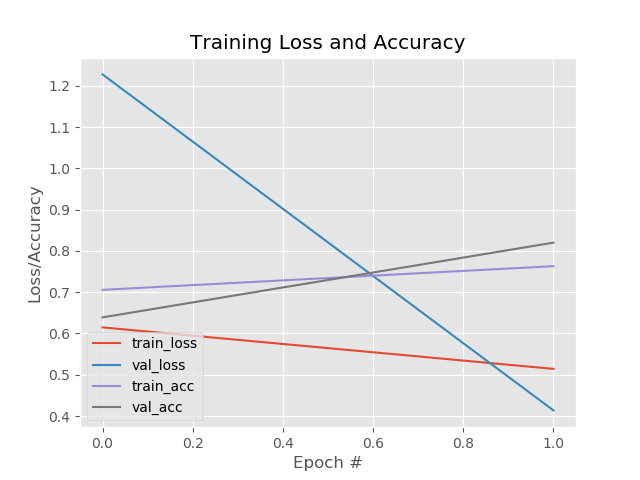 Training Loss and Accuracy
1.2
1.1
1.0
0.9
0.8
0.7
0.6
0.5
0.4
Loss/Accuracy
train_loss
val_loss
train_acc
val_acc
0.0 0.2 0.4 0.6 0.8 1.0
Epoch #